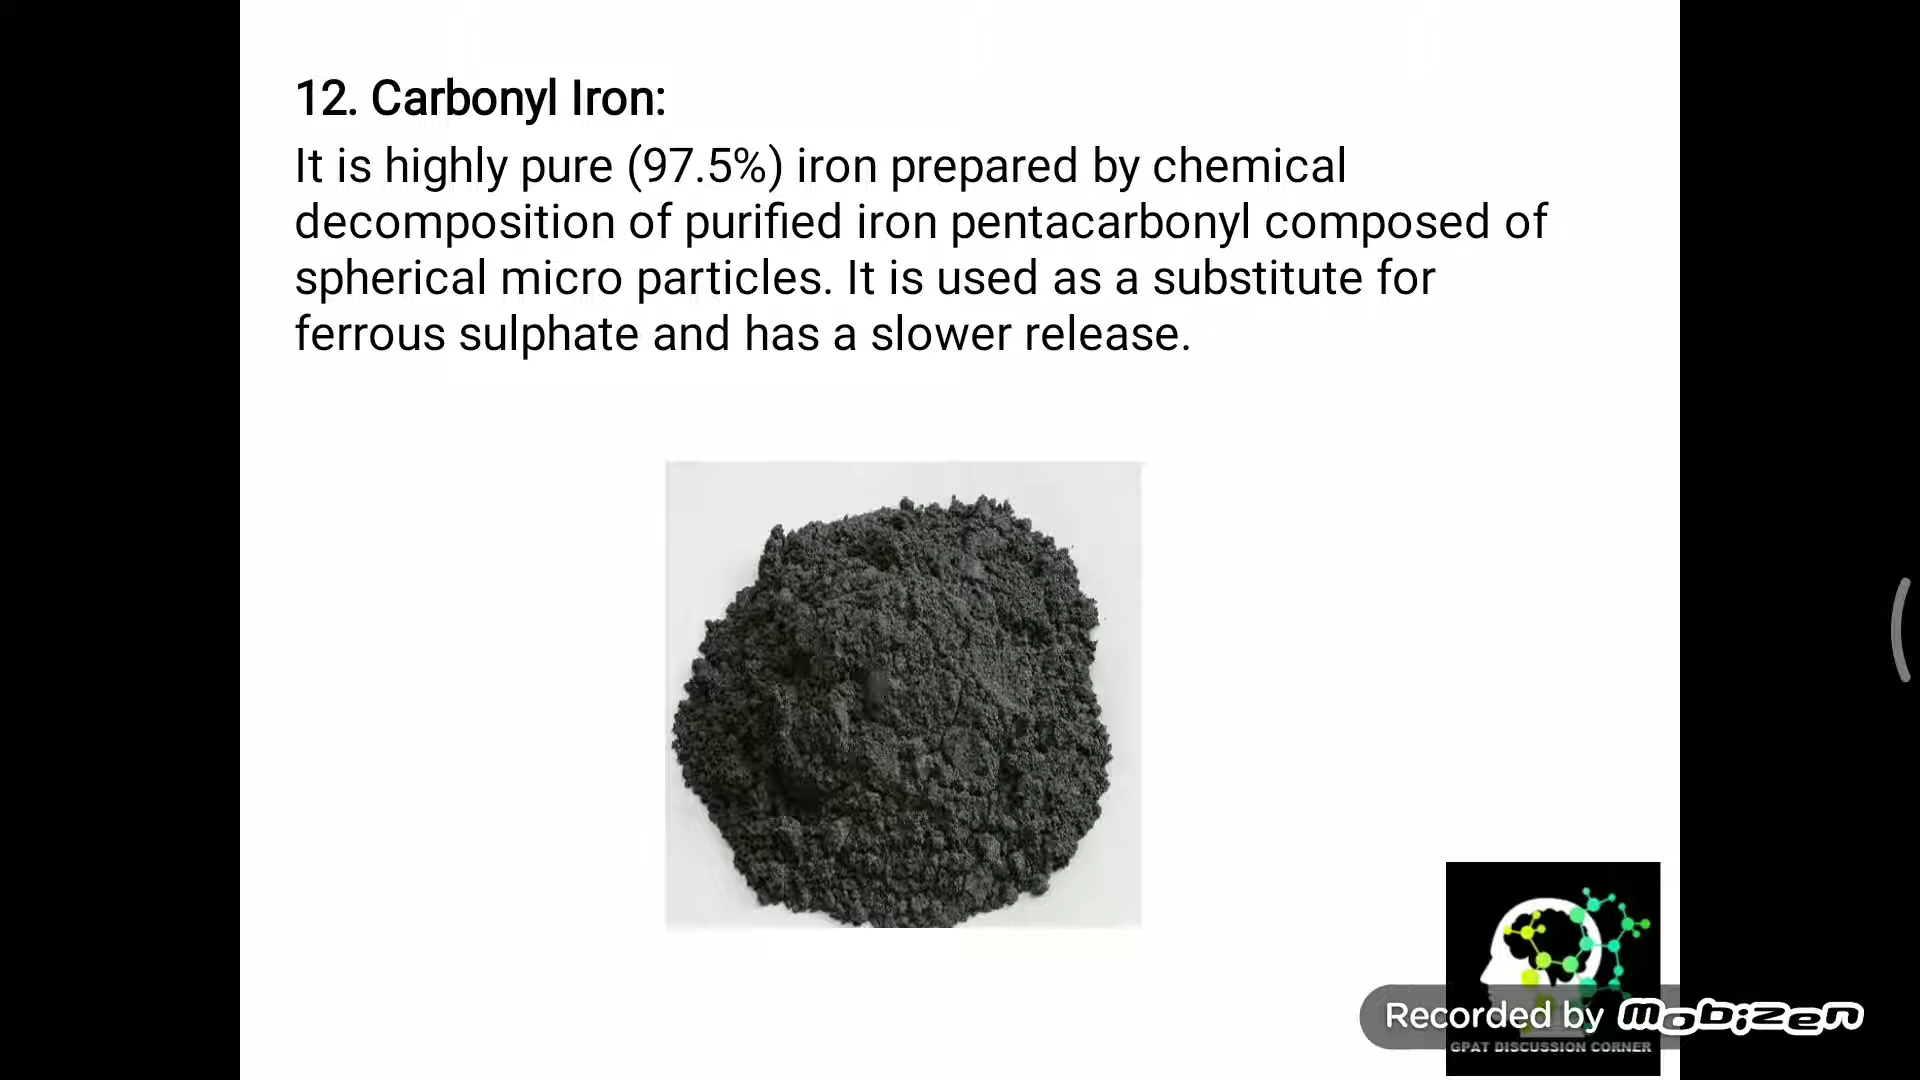 12. Carbonyl Iron:
It is highly pure (97.5%) iron prepared by chemical
decomposition of purified iron pentacarbonyl composed of
spherical micro particles. It is used as a substitute for
ferrous sulphate and has a slower release.
Recorded by mobizen
GPAT DISCUSSION CORNER